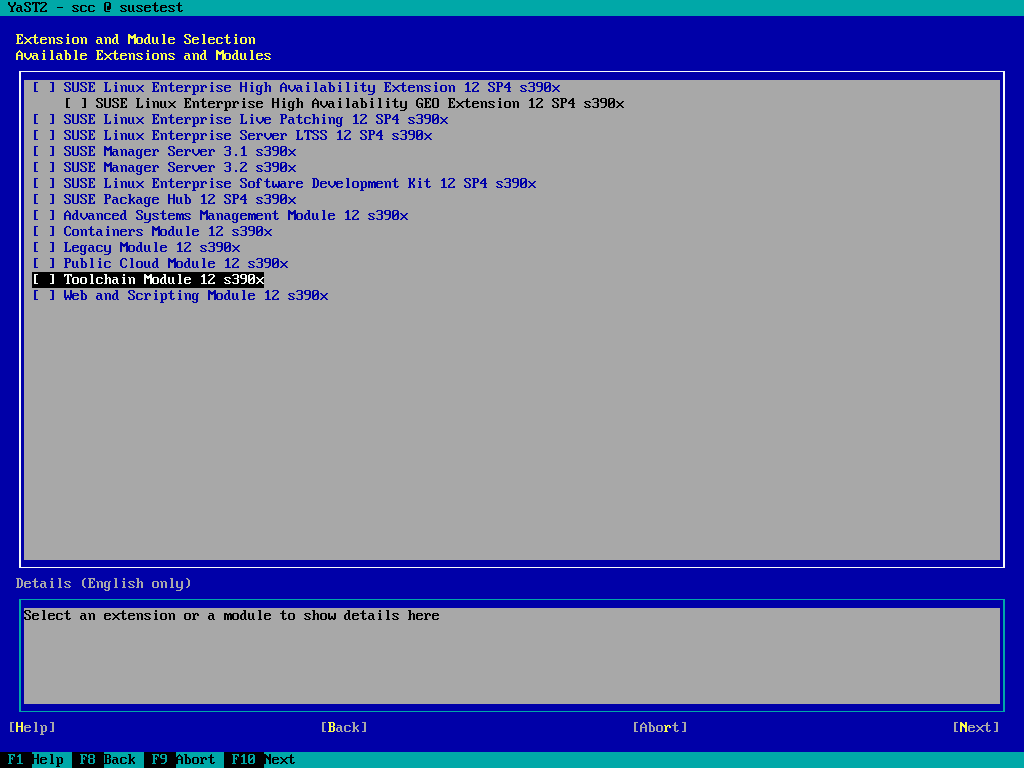 YaST2 - scc @ susetest
Extension and Module Selection
Available Extensions and Modules
[ ] SUSE Linux Enterprise High Availability Extension 12 SP4 s390x
[ ] SUSE Linux Enterprise High Availability GEO Extension 12 SP4 s390x
[ ] SUSE Linux Enterprise Live Patching 12 SP4 s390x
[ ] SUSE Linux Enterprise Server LTSS 12 SP4 s390x
[ ] SUSE Manager Server 3.1 s390x
[ ] SUSE Manager Server 3.2 s390x
[ ] SUSE Linux Enterprise Software Development Kit 12 SP4 s390x
[ ] SUSE Package Hub 12 SP4 s390x
[ ] Advanced Systems Management Module 12 s390x
[ ] Containers Module 12 s390x
[ ] Legacy Module 12 s390x
[ ] Public Cloud Module 12 s390x
[ ] Toolchain Module 12 s390x
[ ] Web and Scripting Module 12 s390x
Details (English only)
Select an extension or a module to show details here
[Help] [Back] [Abort] [Next]
F1 Help F8 Back F9 Abort F10 Next